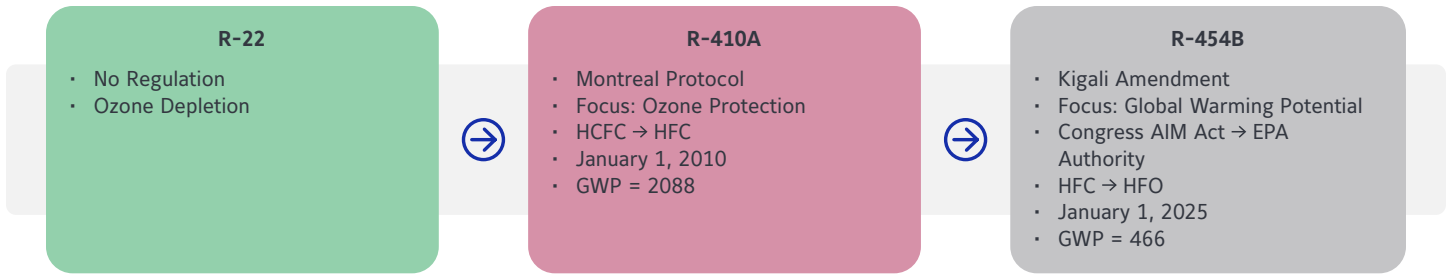 R-22
· No Regulation
· Ozone Depletion
R-410A
· Montreal Protocol
· Focus: Ozone Protection
· HCFC → HFC
· January 1, 2010
· GWP = 2088
R-454B
· Kigali Amendment
· Focus: Global Warming Potential
· Congress AIM Act → EPA
Authority
· HFC → HFO
· January 1, 2025
· GWP = 466